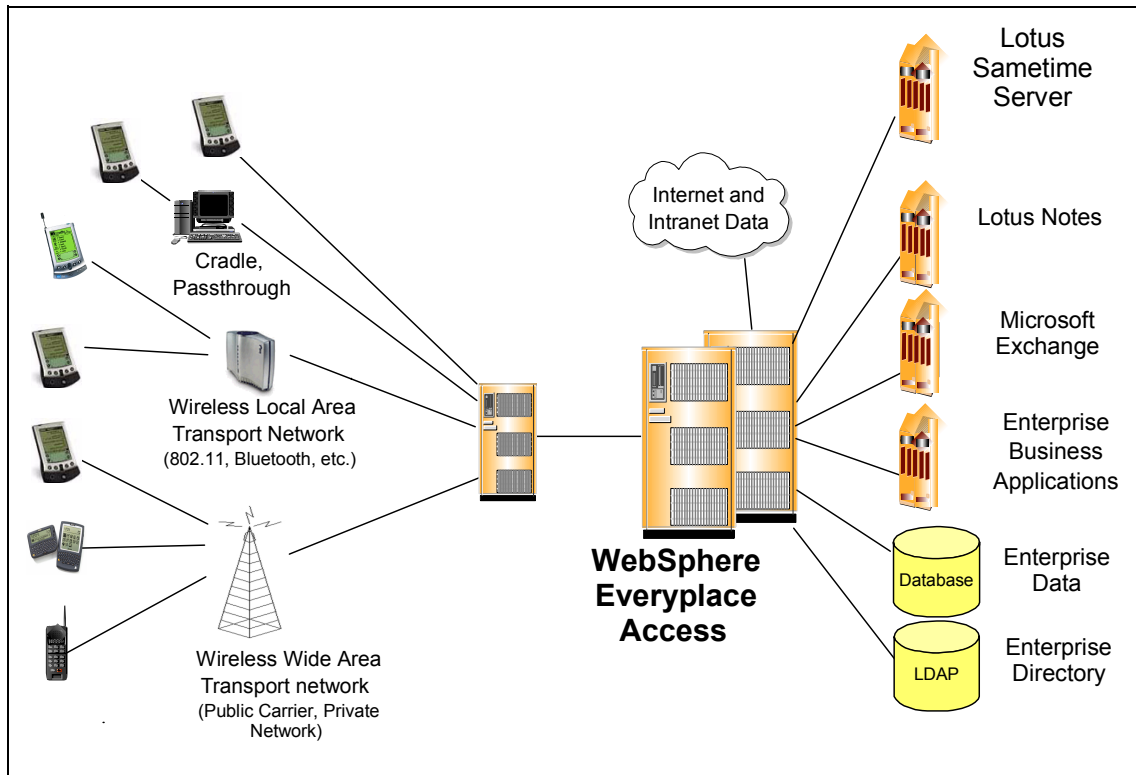 Lotus
Sametime
Server
Internet and
Intranet Data
Lotus Notes
Cradle,
Passthrough
Microsoft
Exchange
Wireless Local Area
Transport Network
(802.11, Bluetooth, etc.)
Enterprise
Business
Applications
WebSphere
Everyplace
Access
Database
Enterprise
Data
Wireless Wide Area
Transport network
(Public Carrier, Private
Network)
LDAP
Enterprise
Directory